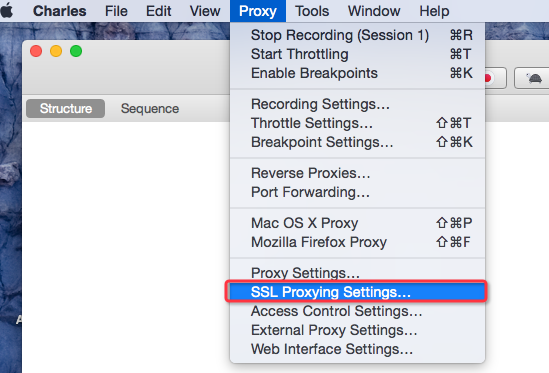 Charles File Edit View Proxy Tools Window Help
Stop Recording (Session 1) ⌘R
Start Throttling ⌘T
Enable Breakpoints ⌘K
Recording Settings...
Throttle Settings... ⇧⌘T
Breakpoint Settings... ⇧⌘K
Reverse Proxies...
Port Forwarding...
Mac OS X Proxy ⇧⌘P
Mozilla Firefox Proxy ⇧⌘F
Proxy Settings...
SSL Proxying Settings...
Access Control Settings...
External Proxy Settings...
Web Interface Settings...
Structure Sequence
A